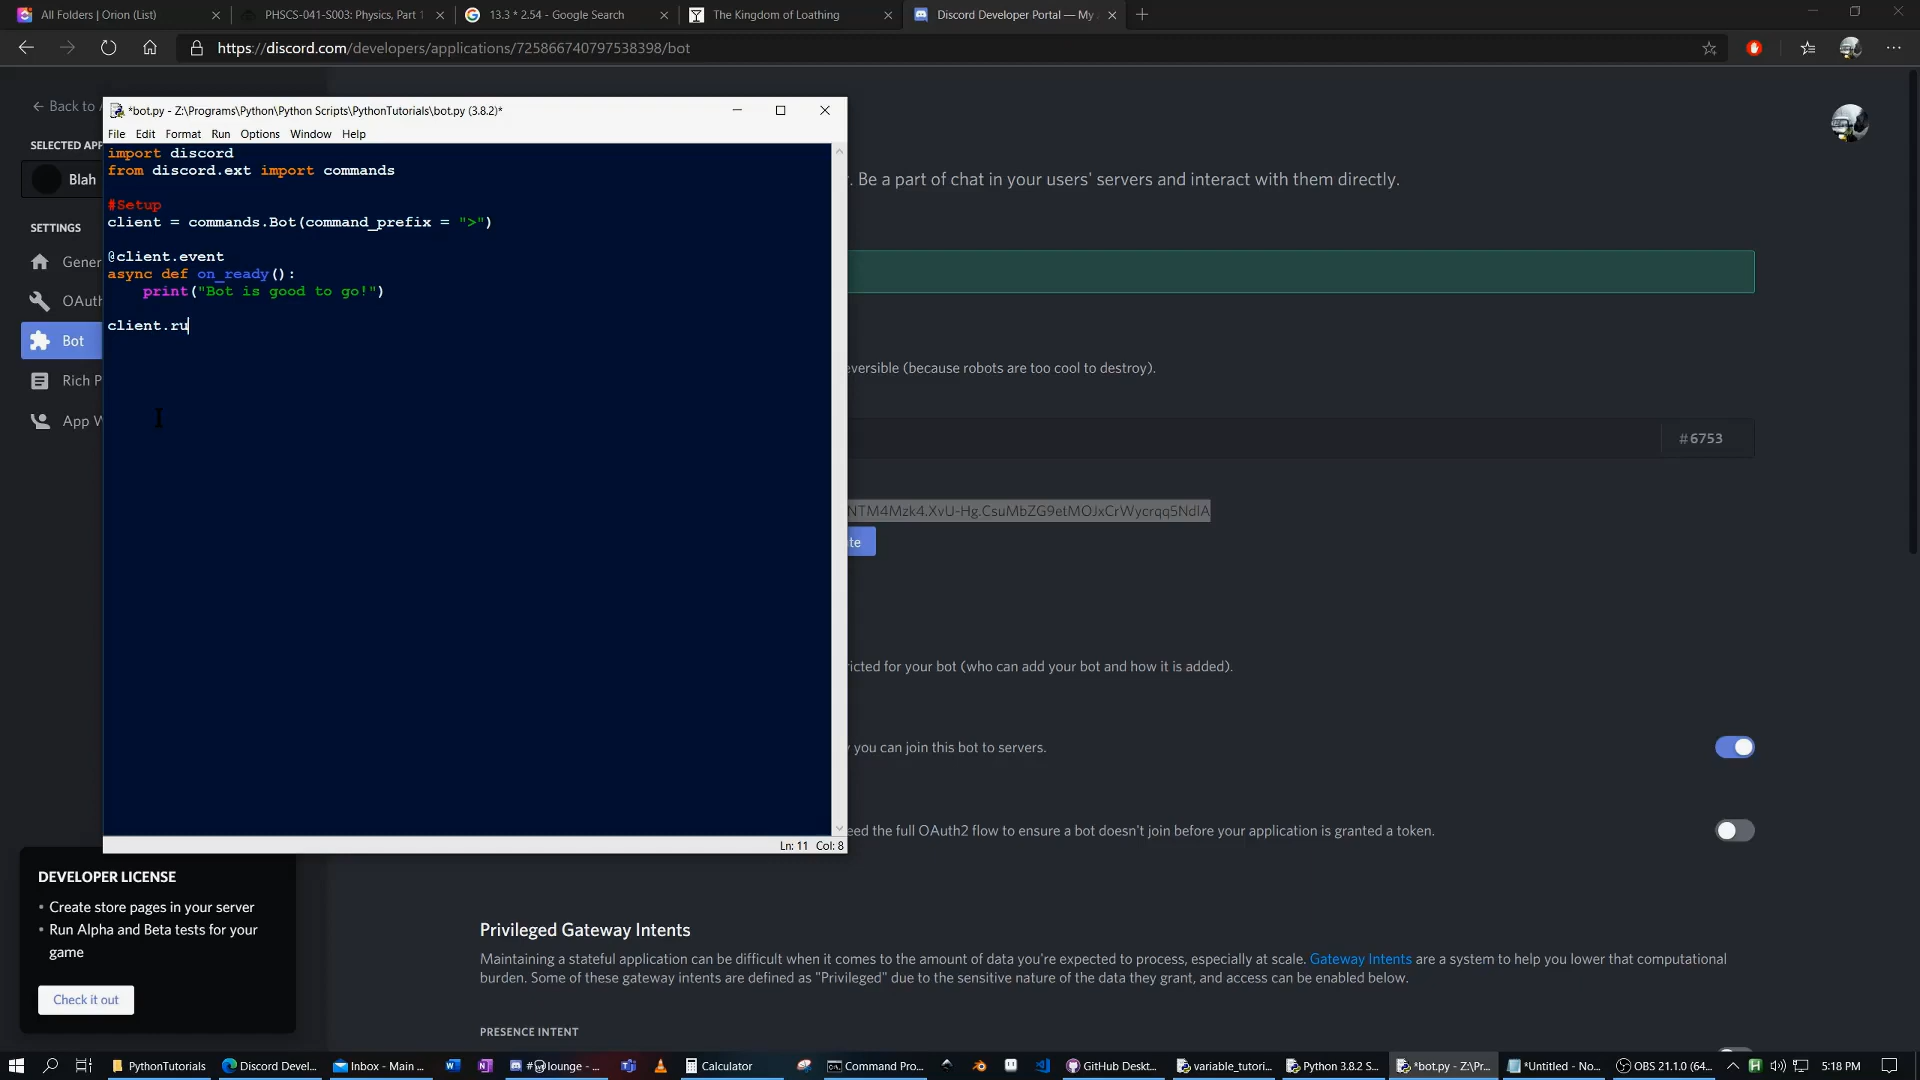 All Folders | Orion (List)
PHSCS-041-S003: Physics, Part 1
13.3 * 2.54 - Google Search
The Kingdom of Loathing
Discord Developer Portal — My
https://discord.com/developers/applications/725866740797538398/bot
← Back to
SELECTED APP
Blah
SETTINGS
Gener
OAuth
Bot
Rich P
App W
*bot.py - Z:\Programs\Python\Python Scripts\PythonTutorials\bot.py (3.8.2)*
File Edit Format Run Options Window Help
import discord
from discord.ext import commands
#Setup
client = commands.Bot(command_prefix = ">")
@client.event
async def on_ready():
print("Bot is good to go!")
client.ru
Ln: 11 Col: 8
. Be a part of chat in your users' servers and interact with them directly.
eversible (because robots are too cool to destroy).
#6753
NTM4Mzk4.XvU-Hg.CsuMbZG9etMOJxCrWycrqq5NdIA
te
ricted for your bot (who can add your bot and how it is added).
y you can join this bot to servers.
eed the full OAuth2 flow to ensure a bot doesn't join before your application is granted a token.
DEVELOPER LICENSE
• Create store pages in your server
• Run Alpha and Beta tests for your
game
Check it out
Privileged Gateway Intents
Maintaining a stateful application can be difficult when it comes to the amount of data you're expected to process, especially at scale. Gateway Intents are a system to help you lower that computational
burden. Some of these gateway intents are defined as "Privileged" due to the sensitive nature of the data they grant, and access can be enabled below.
PRESENCE INTENT
PythonTutorials
Discord Devel...
Inbox - Main ...
lounge - ...
Calculator
Command Pro...
GitHub Deskt...
variable_tutori...
Python 3.8.2 S...
*bot.py - Z:\Pr...
*Untitled - No...
OBS 21.1.0 (64...
5:18 PM